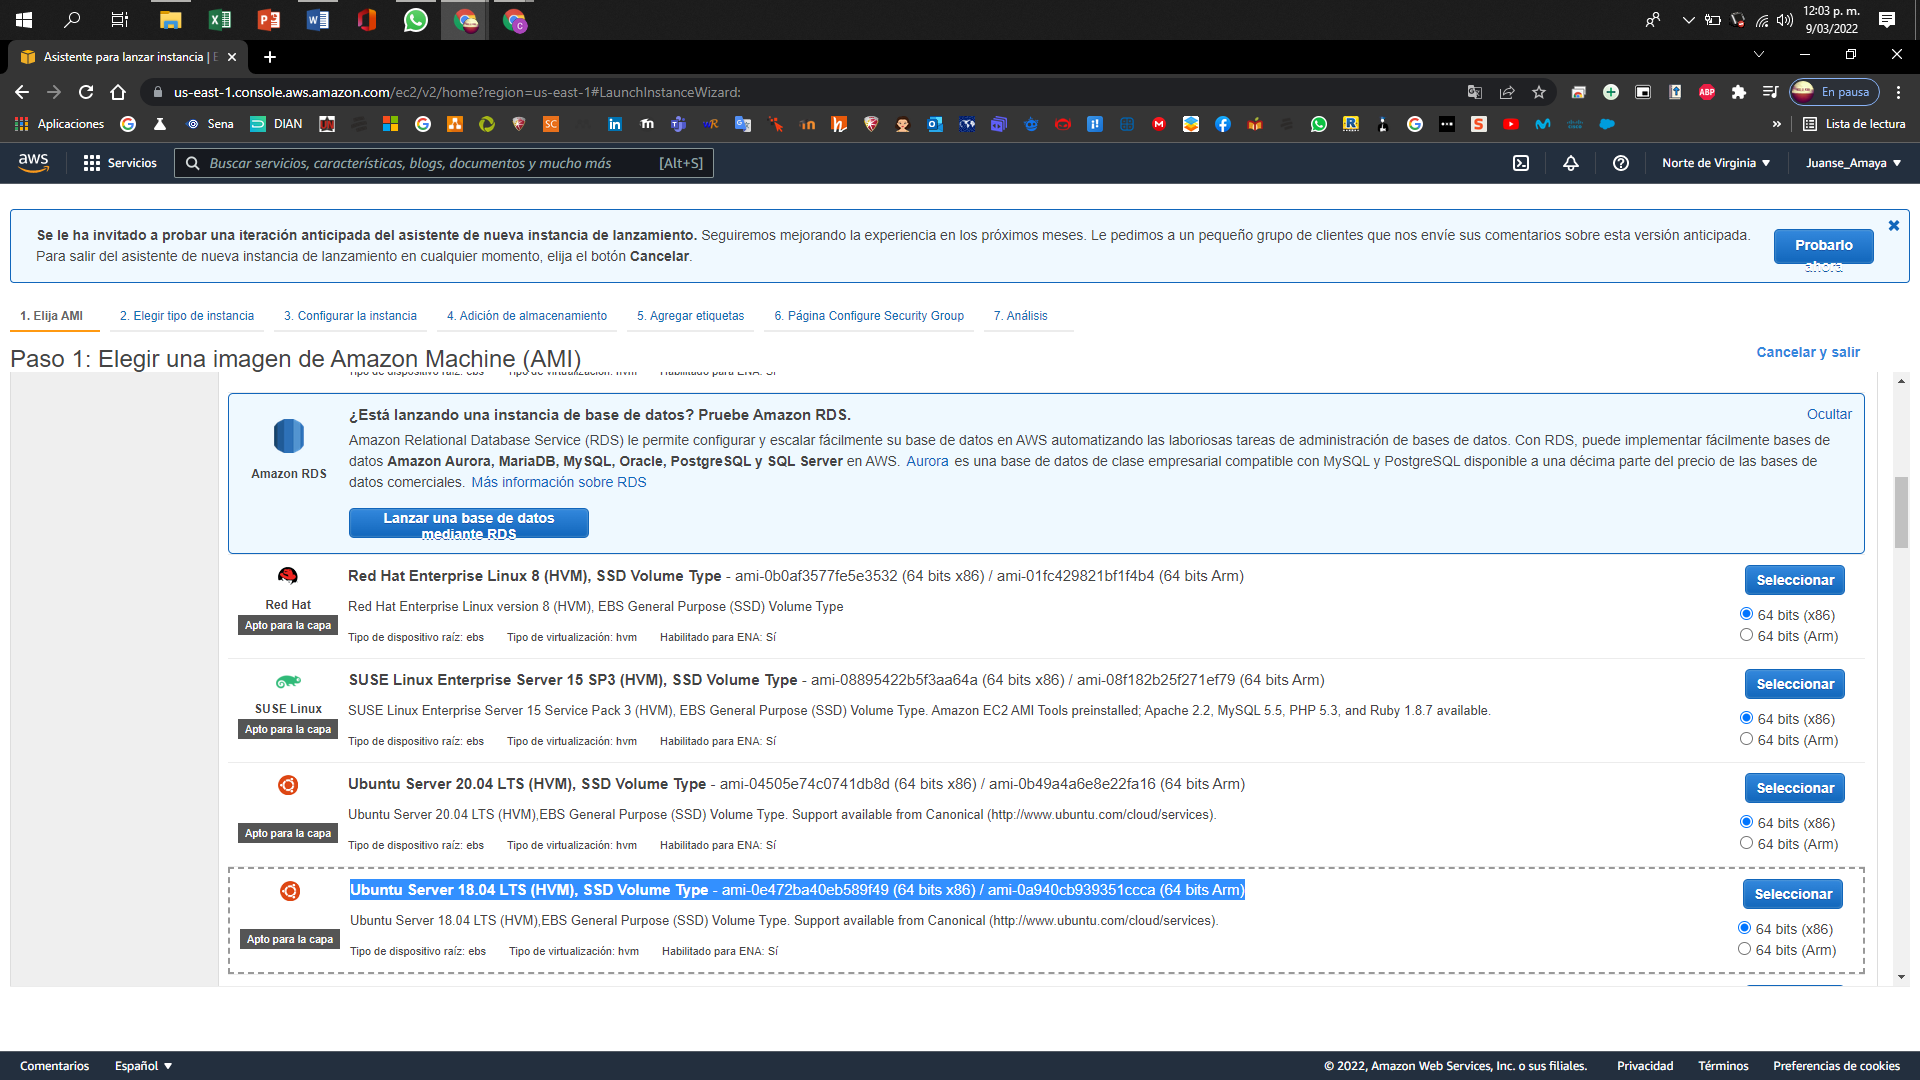 12:03 p. m.
9/03/2022
Asistente para lanzar instancia | E
us-east-1.console.aws.amazon.com/ec2/v2/home?region=us-east-1#LaunchInstanceWizard:
ABP
En pausa
Aplicaciones
Sena
DIAN
SC
Lista de lectura
aws
Servicios
Buscar servicios, características, blogs, documentos y mucho más [Alt+S]
Norte de Virginia
Juanse_Amaya
Se le ha invitado a probar una iteración anticipada del asistente de nueva instancia de lanzamiento. Seguiremos mejorando la experiencia en los próximos meses. Le pedimos a un pequeño grupo de clientes que nos envíe sus comentarios sobre esta versión anticipada.
Para salir del asistente de nueva instancia de lanzamiento en cualquier momento, elija el botón Cancelar.
Probarlo
ahora
1. Elija AMI
2. Elegir tipo de instancia
3. Configurar la instancia
4. Adición de almacenamiento
5. Agregar etiquetas
6. Página Configure Security Group
7. Análisis
Paso 1: Elegir una imagen de Amazon Machine (AMI)
Cancelar y salir
Tipo de dispositivo raíz: ebs Tipo de virtualización: hvm Habilitado para ENA: Sí
¿Está lanzando una instancia de base de datos? Pruebe Amazon RDS.
Ocultar
Amazon RDS
Amazon Relational Database Service (RDS) le permite configurar y escalar fácilmente su base de datos en AWS automatizando las laboriosas tareas de administración de bases de datos. Con RDS, puede implementar fácilmente bases de
datos Amazon Aurora, MariaDB, MySQL, Oracle, PostgreSQL y SQL Server en AWS. Aurora es una base de datos de clase empresarial compatible con MySQL y PostgreSQL disponible a una décima parte del precio de las bases de
datos comerciales. Más información sobre RDS
Lanzar una base de datos
mediante RDS
Red Hat
Apto para la capa
Red Hat Enterprise Linux 8 (HVM), SSD Volume Type - ami-0b0af3577fe5e3532 (64 bits x86) / ami-01fc429821bf1f4b4 (64 bits Arm)
Red Hat Enterprise Linux version 8 (HVM), EBS General Purpose (SSD) Volume Type
Tipo de dispositivo raíz: ebs Tipo de virtualización: hvm Habilitado para ENA: Sí
Seleccionar
64 bits (x86)
64 bits (Arm)
SUSE Linux
Apto para la capa
SUSE Linux Enterprise Server 15 SP3 (HVM), SSD Volume Type - ami-08895422b5f3aa64a (64 bits x86) / ami-08f182b25f271ef79 (64 bits Arm)
SUSE Linux Enterprise Server 15 Service Pack 3 (HVM), EBS General Purpose (SSD) Volume Type. Amazon EC2 AMI Tools preinstalled; Apache 2.2, MySQL 5.5, PHP 5.3, and Ruby 1.8.7 available.
Tipo de dispositivo raíz: ebs Tipo de virtualización: hvm Habilitado para ENA: Sí
Seleccionar
64 bits (x86)
64 bits (Arm)
Apto para la capa
Ubuntu Server 20.04 LTS (HVM), SSD Volume Type - ami-04505e74c0741db8d (64 bits x86) / ami-0b49a4a6e8e22fa16 (64 bits Arm)
Ubuntu Server 20.04 LTS (HVM),EBS General Purpose (SSD) Volume Type. Support available from Canonical (http://www.ubuntu.com/cloud/services).
Tipo de dispositivo raíz: ebs Tipo de virtualización: hvm Habilitado para ENA: Sí
Seleccionar
64 bits (x86)
64 bits (Arm)
Apto para la capa
Ubuntu Server 18.04 LTS (HVM), SSD Volume Type - ami-0e472ba40eb589f49 (64 bits x86) / ami-0a940cb939351ccca (64 bits Arm)
Ubuntu Server 18.04 LTS (HVM),EBS General Purpose (SSD) Volume Type. Support available from Canonical (http://www.ubuntu.com/cloud/services).
Tipo de dispositivo raíz: ebs Tipo de virtualización: hvm Habilitado para ENA: Sí
Seleccionar
64 bits (x86)
64 bits (Arm)
Comentarios
Español
© 2022, Amazon Web Services, Inc. o sus filiales.
Privacidad
Términos
Preferencias de cookies